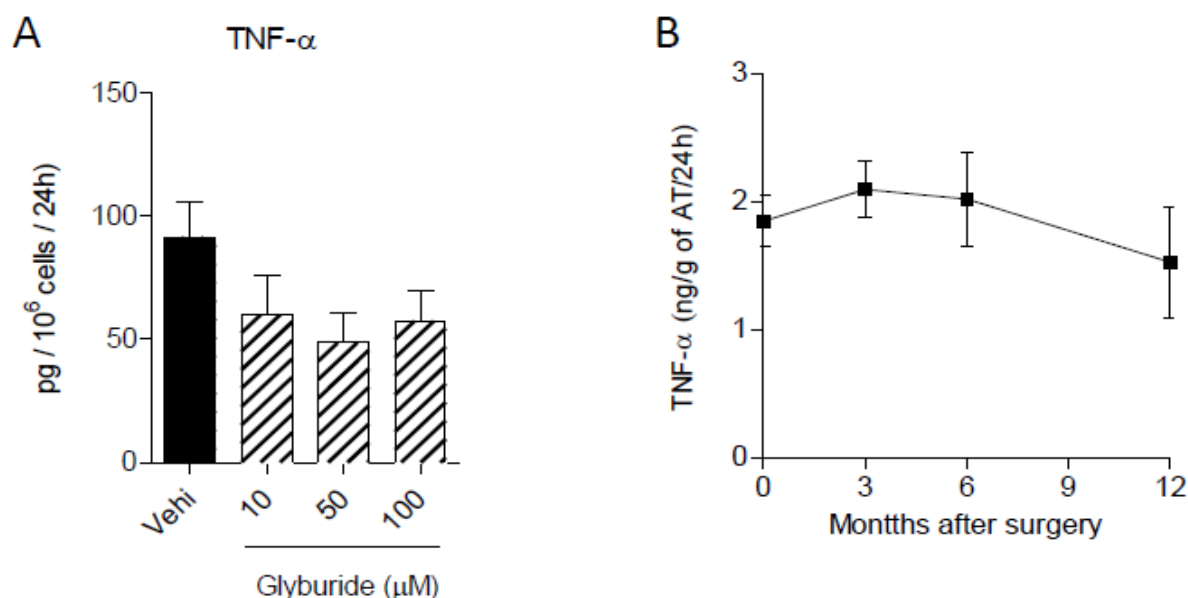 A
TNF-α
150
100
50
0
pg / 10⁶ cells / 24h)
Vehi
10
50
100
Glyburide (μM)
B
3
2
1
0
TNF-α (ng/g of AT/24h)
0
3
6
9
12
Montths after surgery